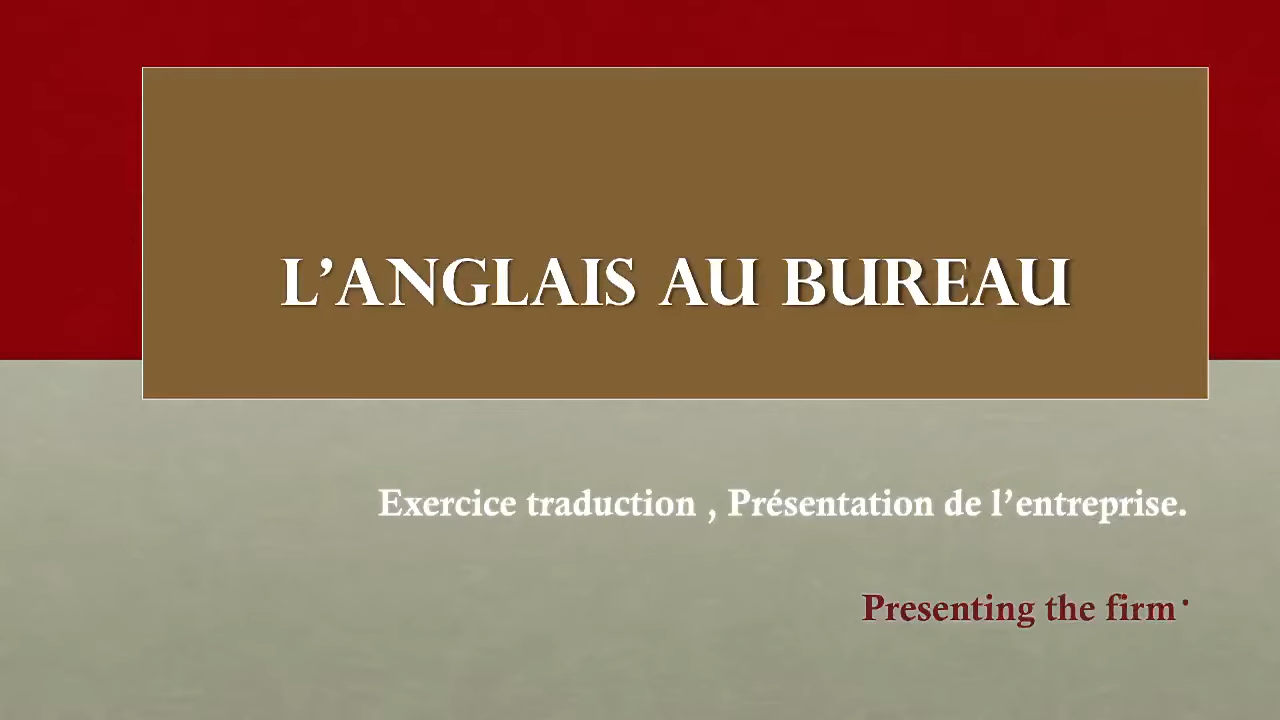 L'ANGLAIS AU BUREAU
Exercice traduction , Présentation de l'entreprise.
Presenting the firm.